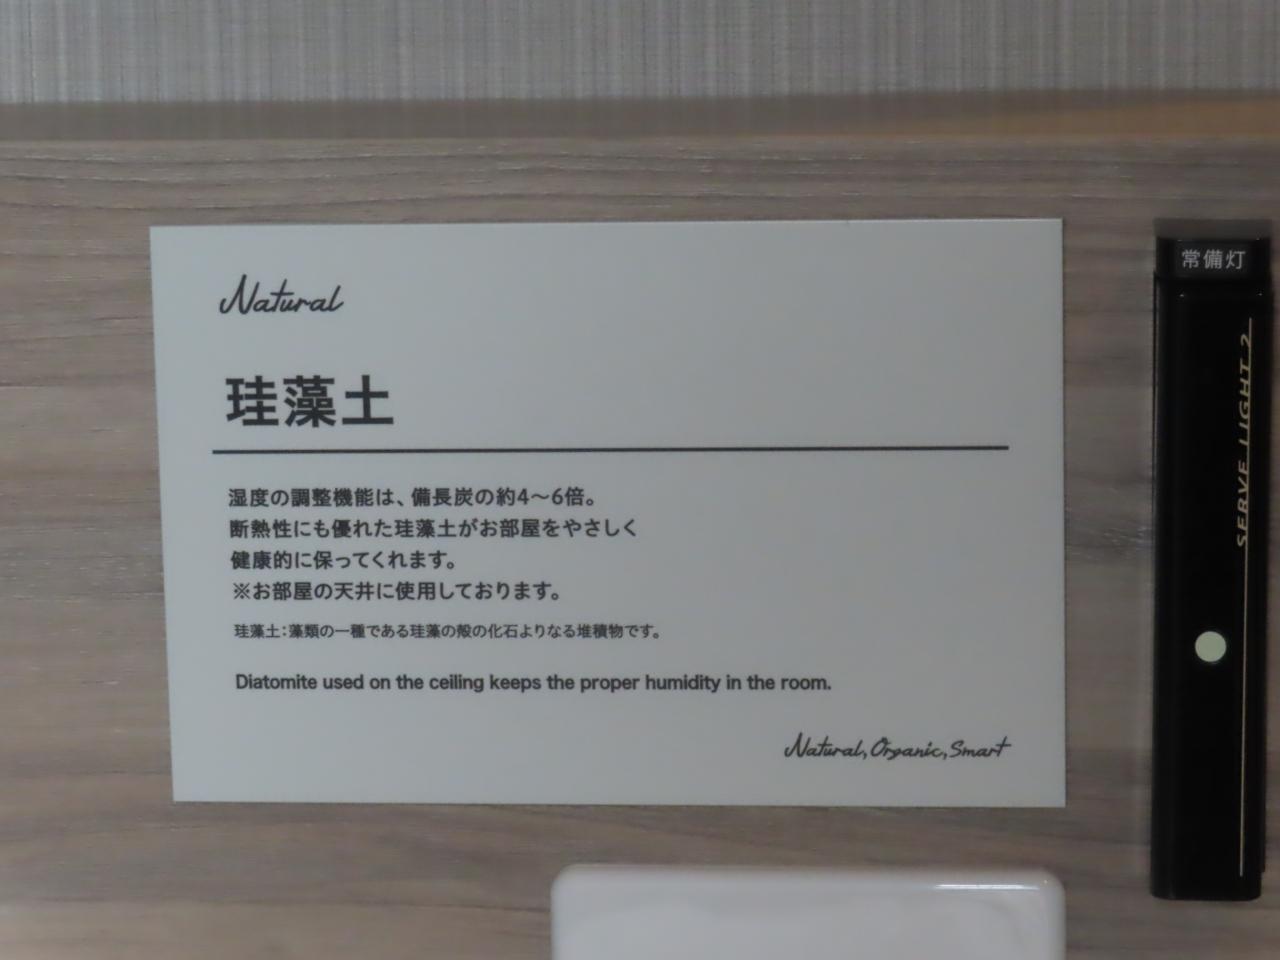 Natural
珪藻土
湿度の調整機能は、備長炭の約4〜6倍。
断熱性にも優れた珪藻土がお部屋をやさしく
健康的に保ってくれます。
※お部屋の天井に使用しております。
珪藻土：藻類の一種である珪藻の殻の化石よりなる堆積物です。
Diatomite used on the ceiling keeps the proper humidity in the room.
Natural, Organic, Smart
常備灯
SERVE LIGHT 2